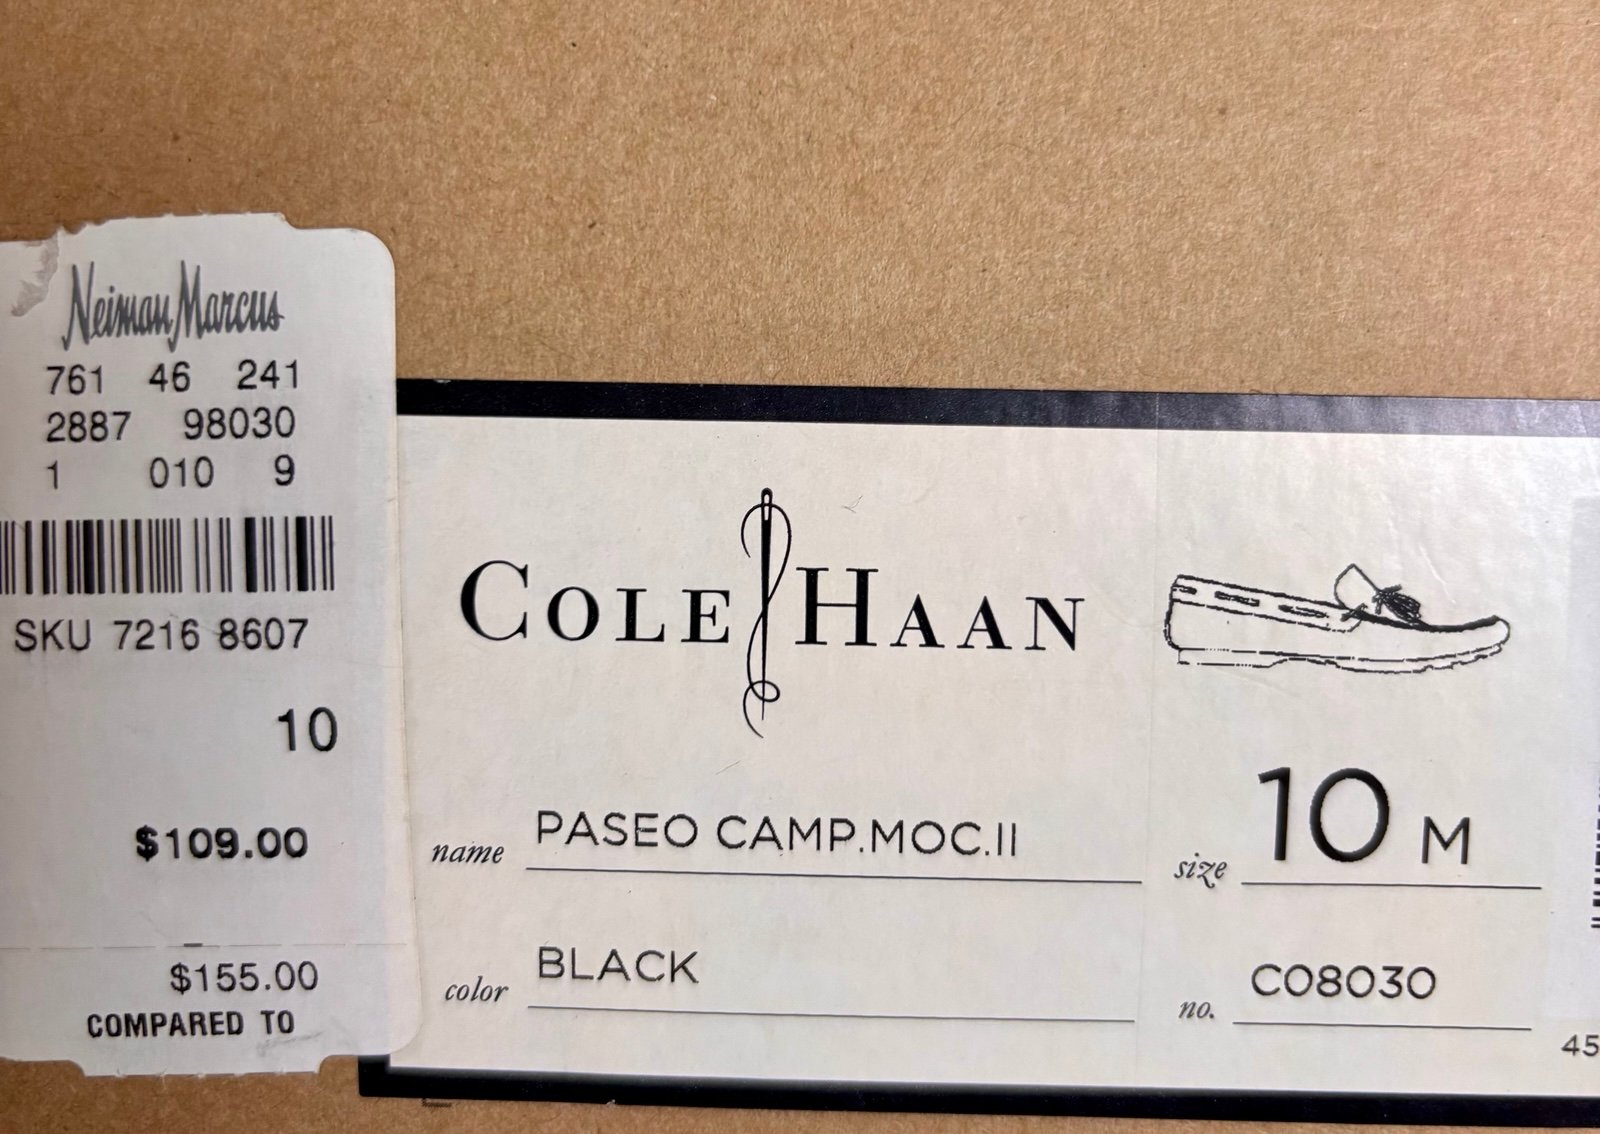 Neiman Marcus
761 46 241
2887 98030
1 010 9
SKU 7216 8607
10
$109.00
$155.00
COMPARED TO
COLE HAAN
name PASEO CAMP.MOC.II
size 10 M
color BLACK
no. C08030
45